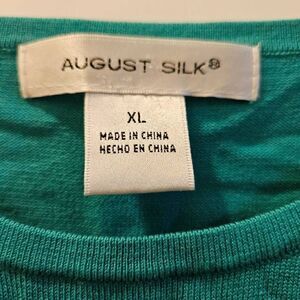 AUGUST SILK®
XL
MADE IN CHINA
HECHO EN CHINA